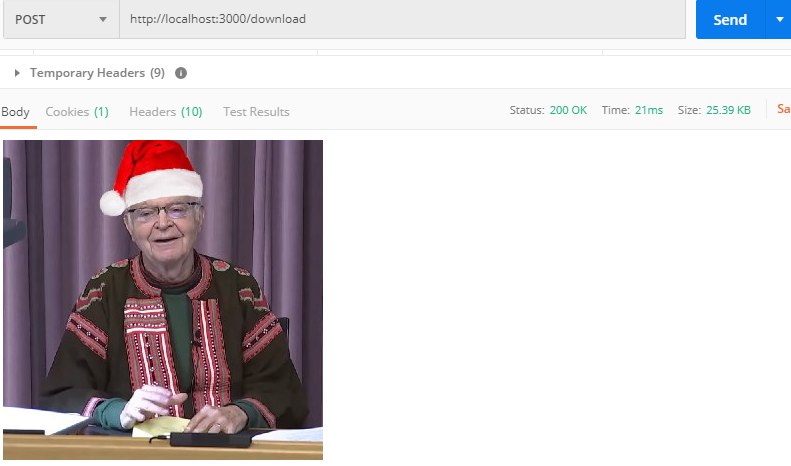 POST http://localhost:3000/download Send
Temporary Headers (9) i
Body Cookies (1) Headers (10) Test Results Status: 200 OK Time: 21ms Size: 25.39 KB Sa